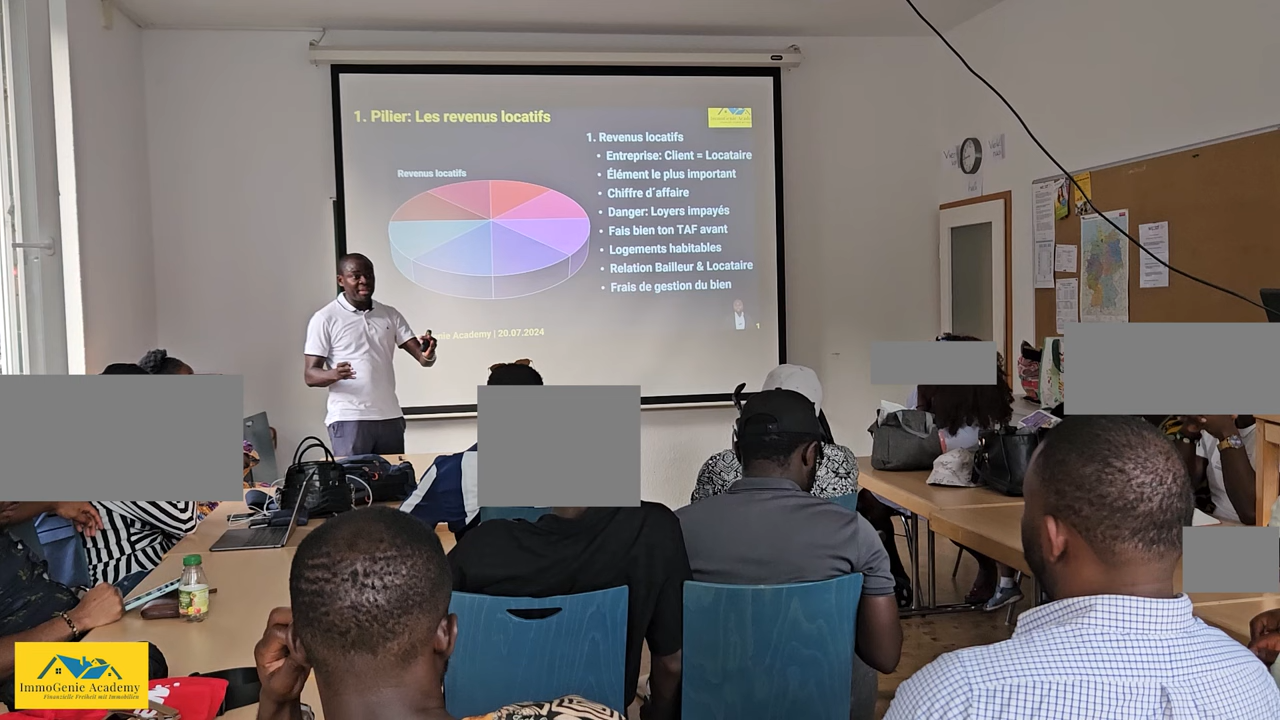 1. Pilier: Les revenus locatifs
1. Revenus locatifs
• Entreprise: Client = Locataire
• Élément le plus important
• Chiffre d´affaire
• Danger: Loyers impayés
• Fais bien ton TAF avant
• Logements habitables
• Relation Bailleur & Locataire
• Frais de gestion du bien
Revenus locatifs
Academy | 20.07.2024
1
ImmoGenie Academy
Finanzielle Freiheit mit Immobilien